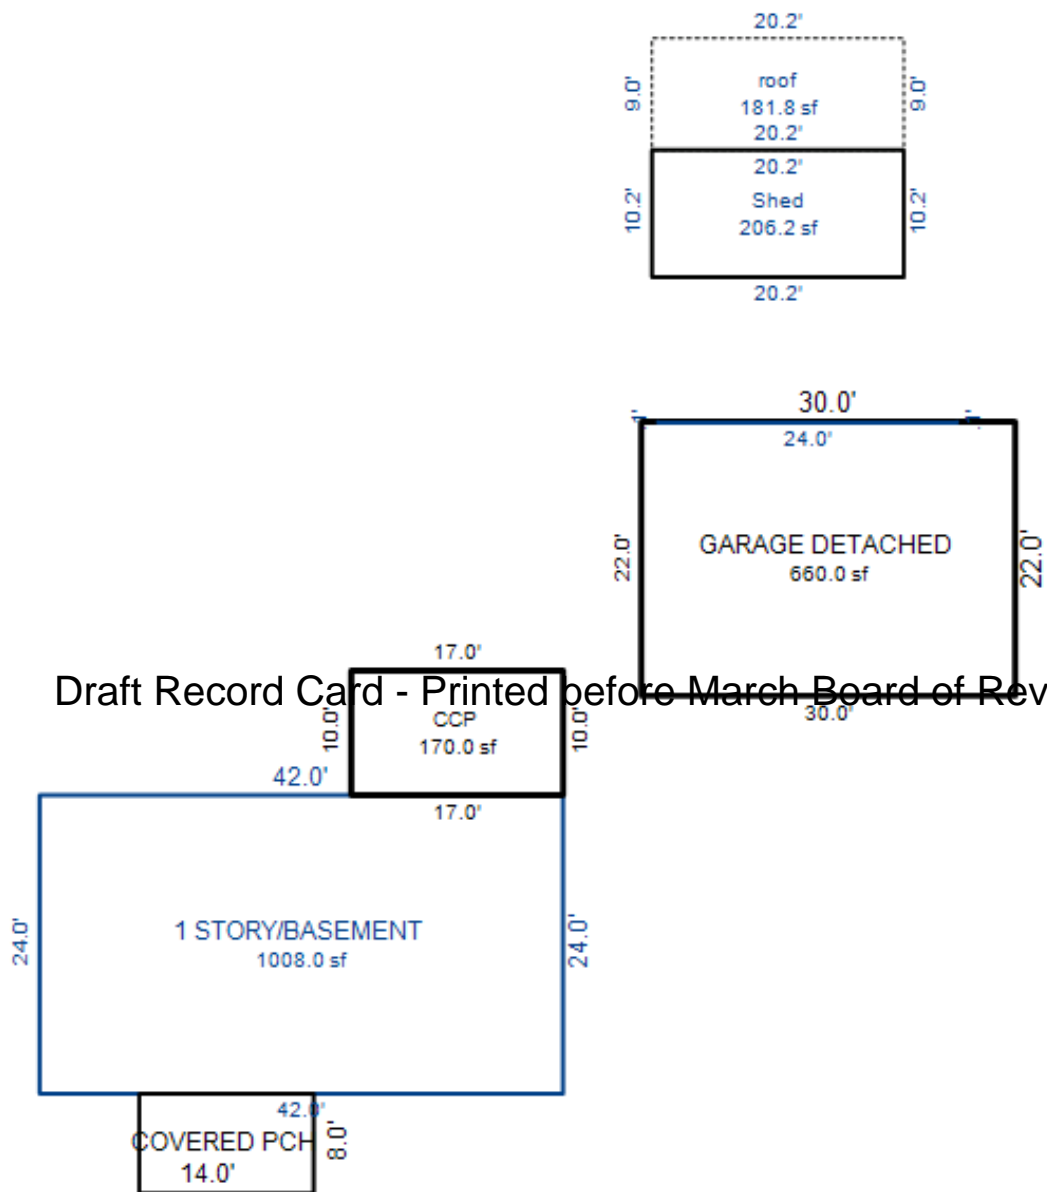 20.2'
9.0'
roof
9.0'
181.8 sf
20.2'
20.2'
10.2'
Shed
10.2'
206.2 sf
20.2'
30.0'
24.0'
22.0'
GARAGE DETACHED
22.0'
660.0 sf
17.0'
Draft Record Card - Printed before March Board of Rev
30.0'
10.0'
CCP
10.0'
170.0 sf
42.0'
17.0'
24.0'
1 STORY/BASEMENT
24.0'
1008.0 sf
42.0'
COVERED PCH
8.0'
14.0'